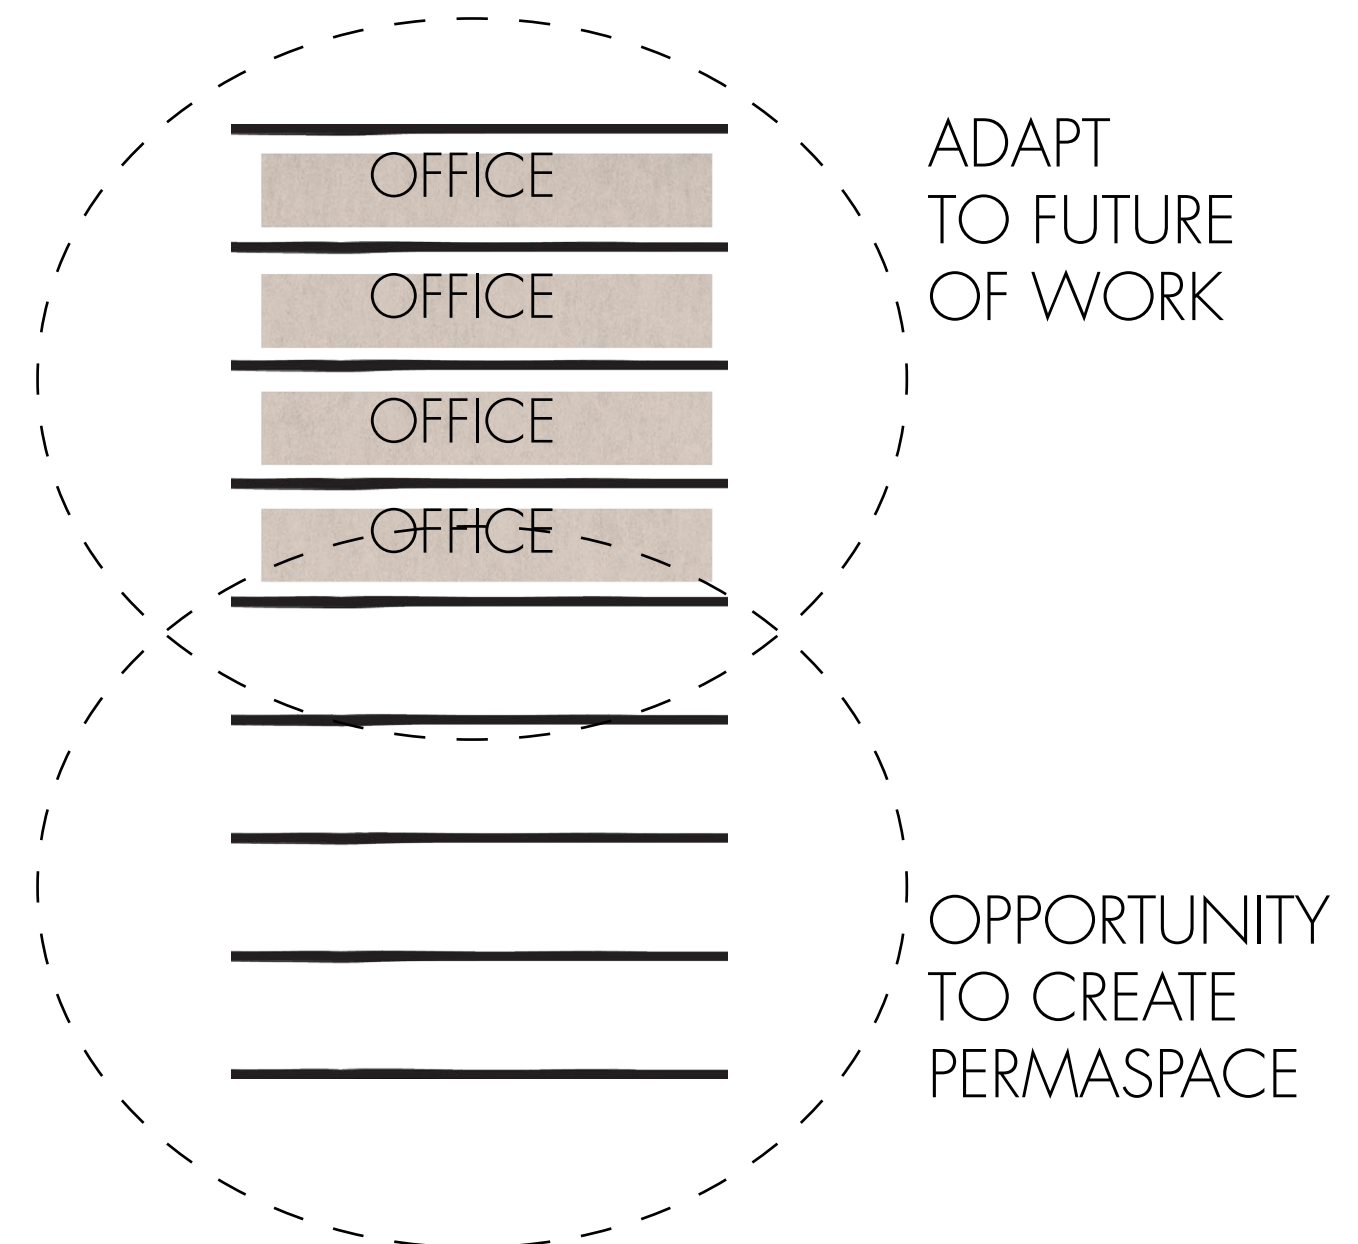 OFFICE
OFFICE
OFFICE
OFFICE
ADAPT
TO FUTURE
OF WORK
OPPORTUNITY
TO CREATE
PERMASPACE